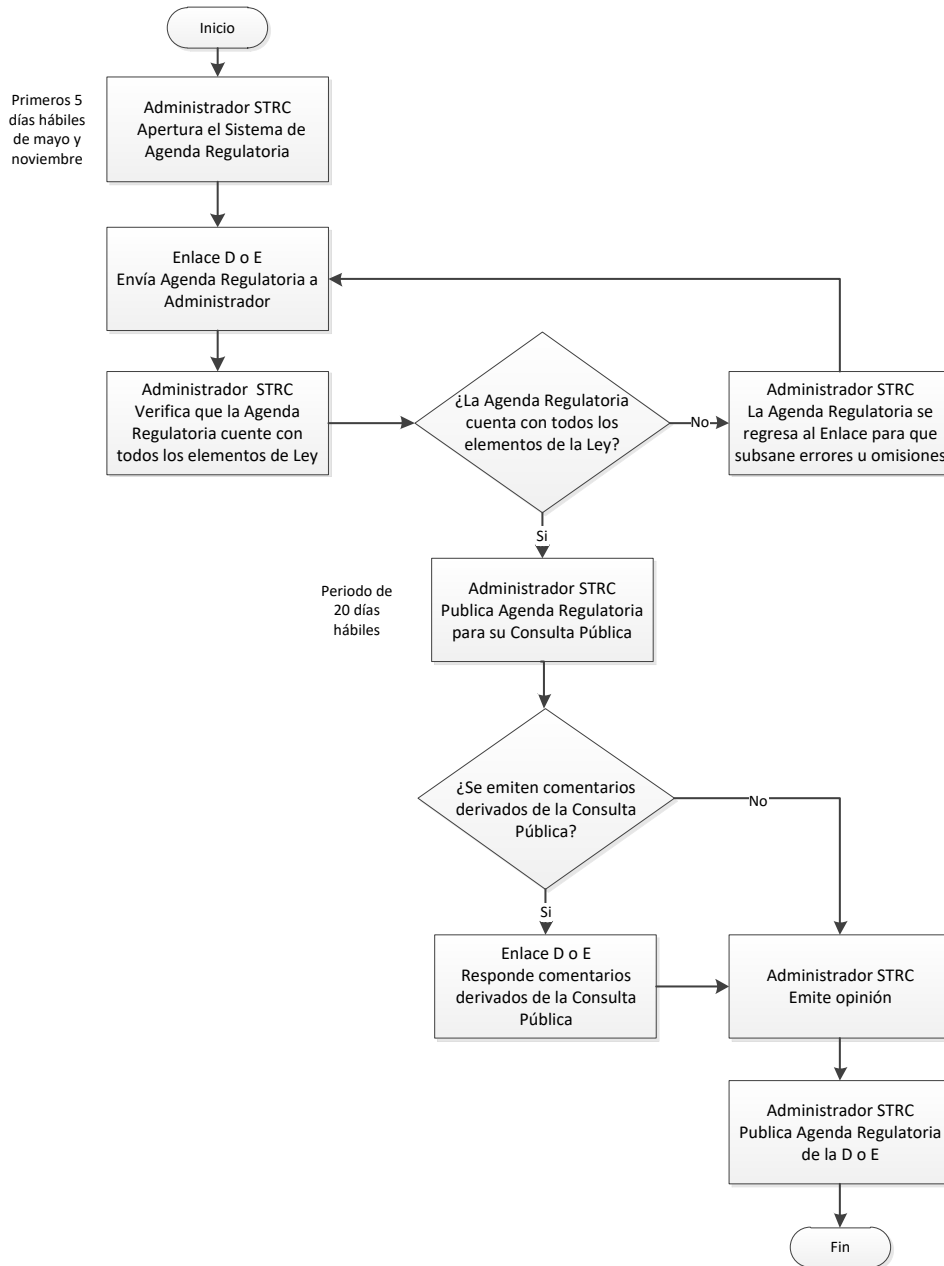 Inicio
Primeros 5
días hábiles
de mayo y
noviembre
Administrador STRC
Apertura el Sistema de
Agenda Regulatoria
Enlace D o E
Envía Agenda Regulatoria a
Administrador
Administrador STRC
Verifica que la Agenda
Regulatoria cuente con
todos los elementos de Ley
¿La Agenda Regulatoria
cuenta con todos los
elementos de la Ley?
No
Administrador STRC
La Agenda Regulatoria se
regresa al Enlace para que
subsane errores u omisiones
Si
Periodo de
20 días
hábiles
Administrador STRC
Publica Agenda Regulatoria
para su Consulta Pública
¿Se emiten comentarios
derivados de la Consulta
Pública?
No
Si
Enlace D o E
Responde comentarios
derivados de la Consulta
Pública
Administrador STRC
Emite opinión
Administrador STRC
Publica Agenda Regulatoria
de la D o E
Fin